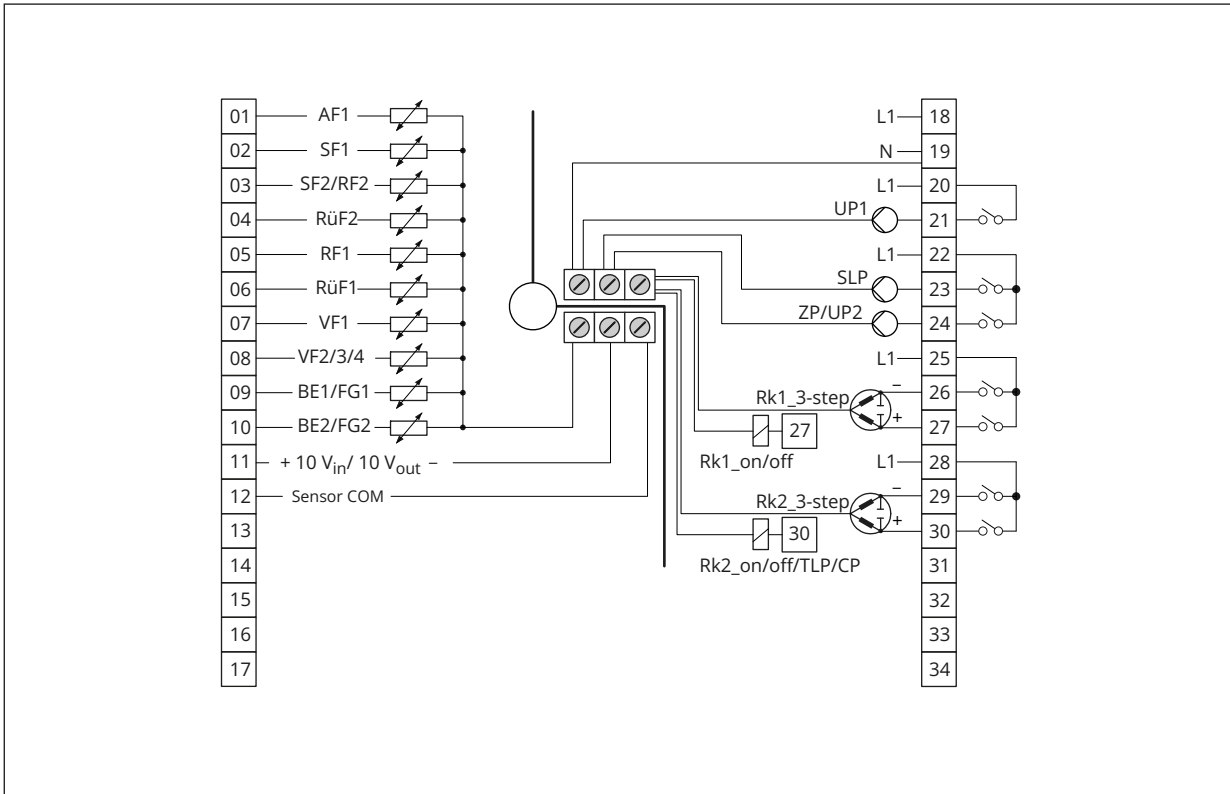 01 AF1
02 SF1
03 SF2/RF2
04 RüF2
05 RF1
06 RüF1
07 VF1
08 VF2/3/4
09 BE1/FG1
10 BE2/FG2
11 + 10 Vin/ 10 Vout −
12 Sensor COM
13
14
15
16
17
L1 18
N 19
L1 20
UP1 21
L1 22
SLP 23
ZP/UP2 24
L1 25
Rk1_3-step − 26
+ 27
27
Rk1_on/off
L1 28
Rk2_3-step − 29
+ 30
30
Rk2_on/off/TLP/CP
31
32
33
34